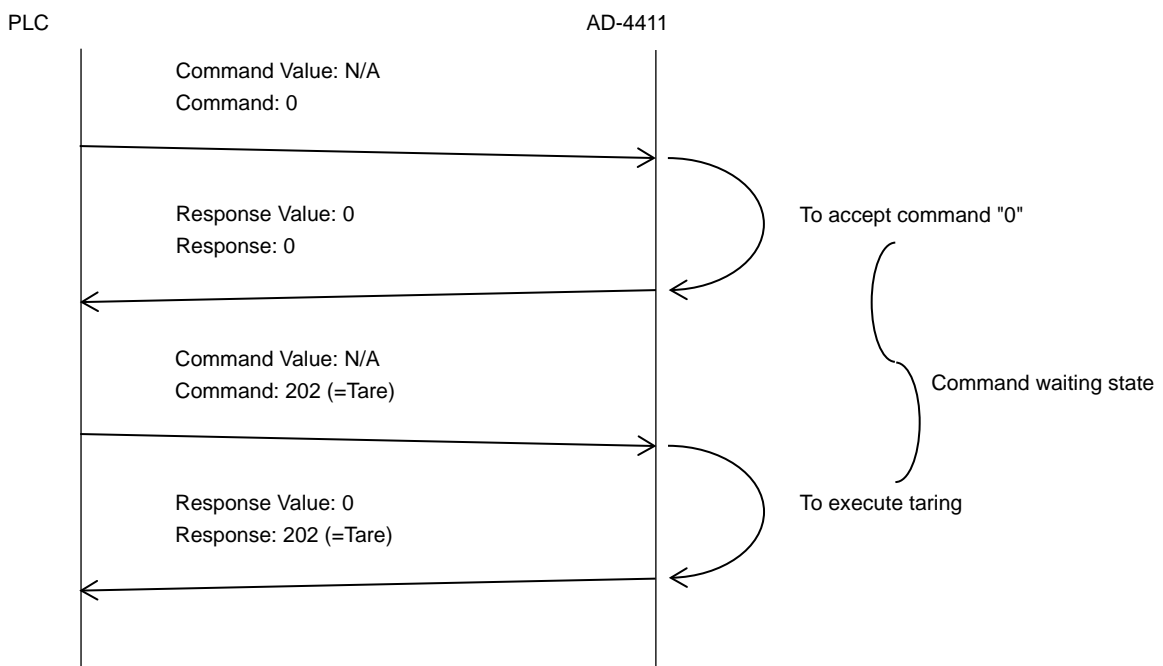 PLC
AD-4411
Command Value: N/A
Command: 0
Response Value: 0
Response: 0
To accept command "0"
Command Value: N/A
Command: 202 (=Tare)
Command waiting state
Response Value: 0
Response: 202 (=Tare)
To execute taring